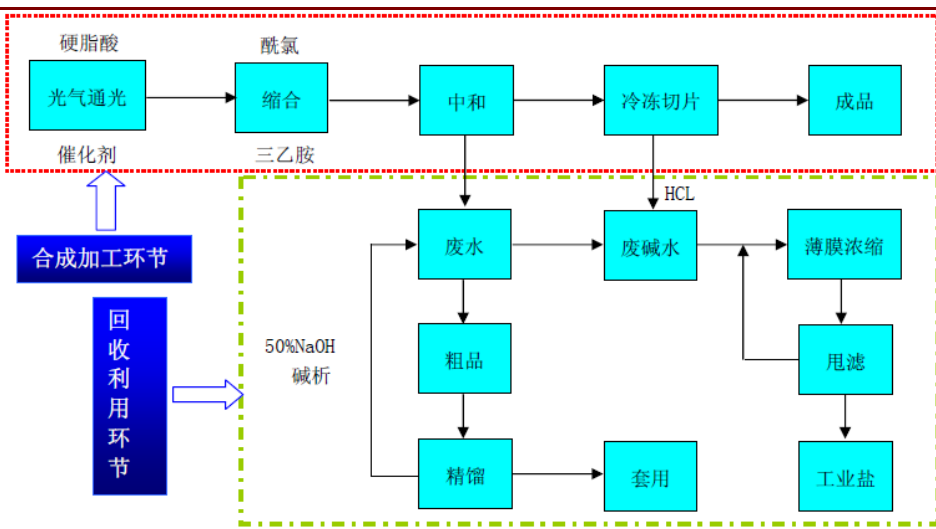 硬脂酸
酰氯
光气通光
缩合
中和
冷冻切片
成品
催化剂
三乙胺
HCL
合成加工环节
废水
废碱水
薄膜浓缩
回收利用环节
50%NaOH
碱析
粗品
甩滤
精馏
套用
工业盐